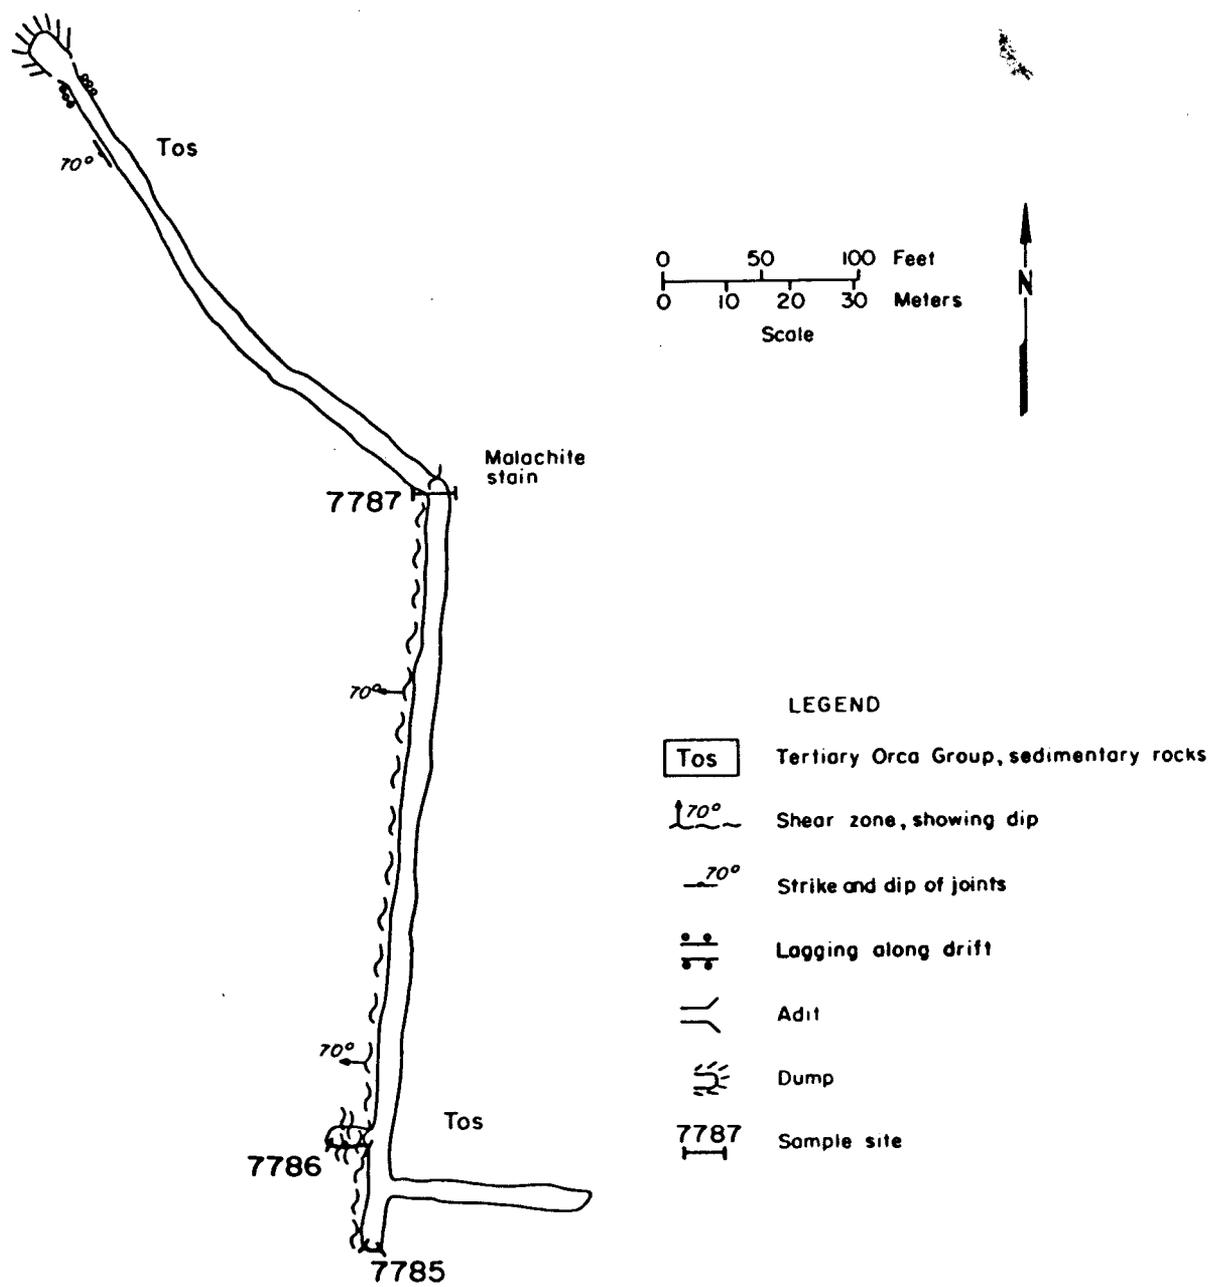 Tos
70°
0 50 100 Feet
0 10 20 30 Meters
Scale
N
Malachite
stain
7787
70°
LEGEND
Tos Tertiary Orca Group, sedimentary rocks
70° Shear zone, showing dip
70° Strike and dip of joints
Lagging along drift
Adit
Dump
7787 Sample site
70°
Tos
7786
7785